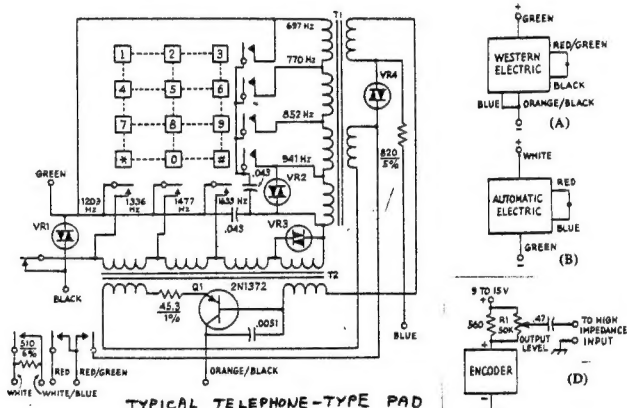 T1
697 Hz
1 2 3
770 Hz
4 5 6
852 Hz
7 8 9
941 Hz
* 0 #
VR4
820
5%
GREEN
.043
VR2
1203
Hz
1336
Hz
1477
Hz
1633 Hz
.043
VR3
VR1
T2
BLACK
Q1
2N1372
45.3
1%
.0051
BLUE
510
5%
RED
RED/GREEN
WHITE
WHITE/BLUE
ORANGE/BLACK
TYPICAL TELEPHONE-TYPE PAD
+
GREEN
WESTERN
ELECTRIC
RED/GREEN
BLACK
BLUE
ORANGE/BLACK
(A)
+
WHITE
AUTOMATIC
ELECTRIC
RED
BLUE
GREEN
(B)
9 TO 15 V
+
560
R1
50K
.47
TO HIGH
IMPEDANCE
INPUT
OUTPUT
LEVEL
+
ENCODER
(D)